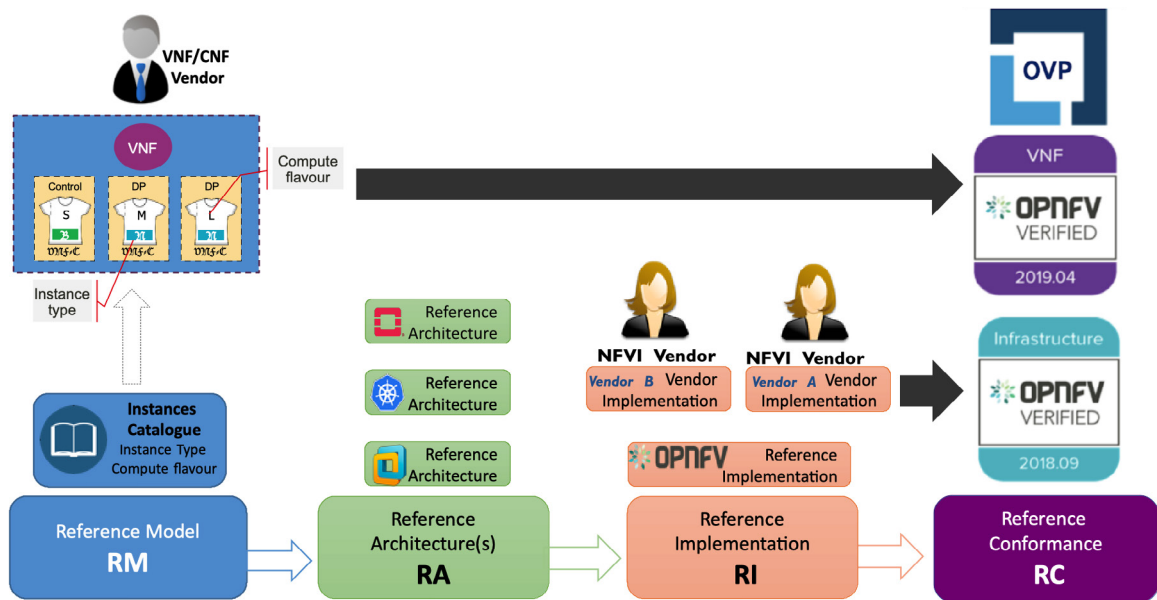 VNF/CNF
Vendor
VNF
Control
DP
DP
S
M
L
B
N
N
VNFC
VNFC
VNFC
Compute
flavour
Instance
type
OVP
VNF
OPNFV
VERIFIED
2019.04
Infrastructure
OPNFV
VERIFIED
2018.09
Reference
Architecture
Reference
Architecture
Reference
Architecture
NFVI Vendor
Vendor B Vendor
Implementation
NFVI Vendor
Vendor A Vendor
Implementation
OPNFV Reference
Implementation
Instances
Catalogue
Instance Type
Compute flavour
Reference Model
RM
Reference
Architecture(s)
RA
Reference
Implementation
RI
Reference
Conformance
RC